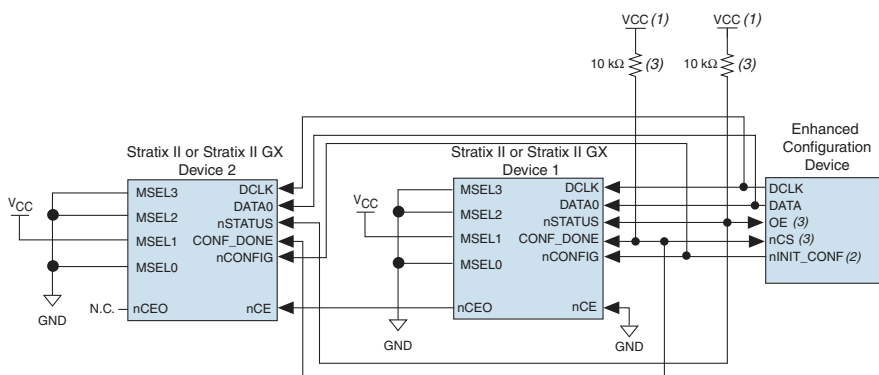 VCC (1)
VCC (1)
10 kΩ
(3)
10 kΩ
(3)
Enhanced
Configuration
Device
Stratix II or Stratix II GX
Device 2
Stratix II or Stratix II GX
Device 1
VCC
MSEL3
MSEL2
MSEL1
MSEL0
DCLK
DATA0
nSTATUS
CONF_DONE
nCONFIG
N.C.
nCEO
nCE
GND
VCC
MSEL3
MSEL2
MSEL1
MSEL0
DCLK
DATA0
nSTATUS
CONF_DONE
nCONFIG
nCEO
nCE
GND
GND
DCLK
DATA
OE (3)
nCS (3)
nINIT_CONF (2)